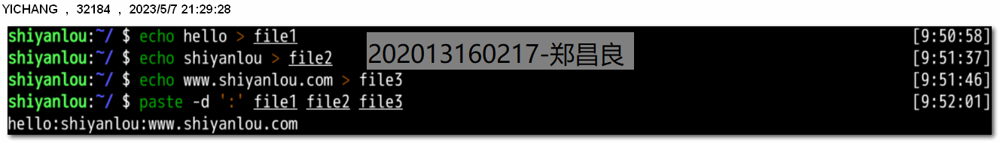 YICHANG , 32184 , 2023/5/7 21:29:28
shiyanlou:~/ $ echo hello > file1 [9:50:58]
202013160217-郑昌良
shiyanlou:~/ $ echo shiyanlou > file2 [9:51:37]
shiyanlou:~/ $ echo www.shiyanlou.com > file3 [9:51:46]
shiyanlou:~/ $ paste -d ':' file1 file2 file3 [9:52:01]
hello:shiyanlou:www.shiyanlou.com